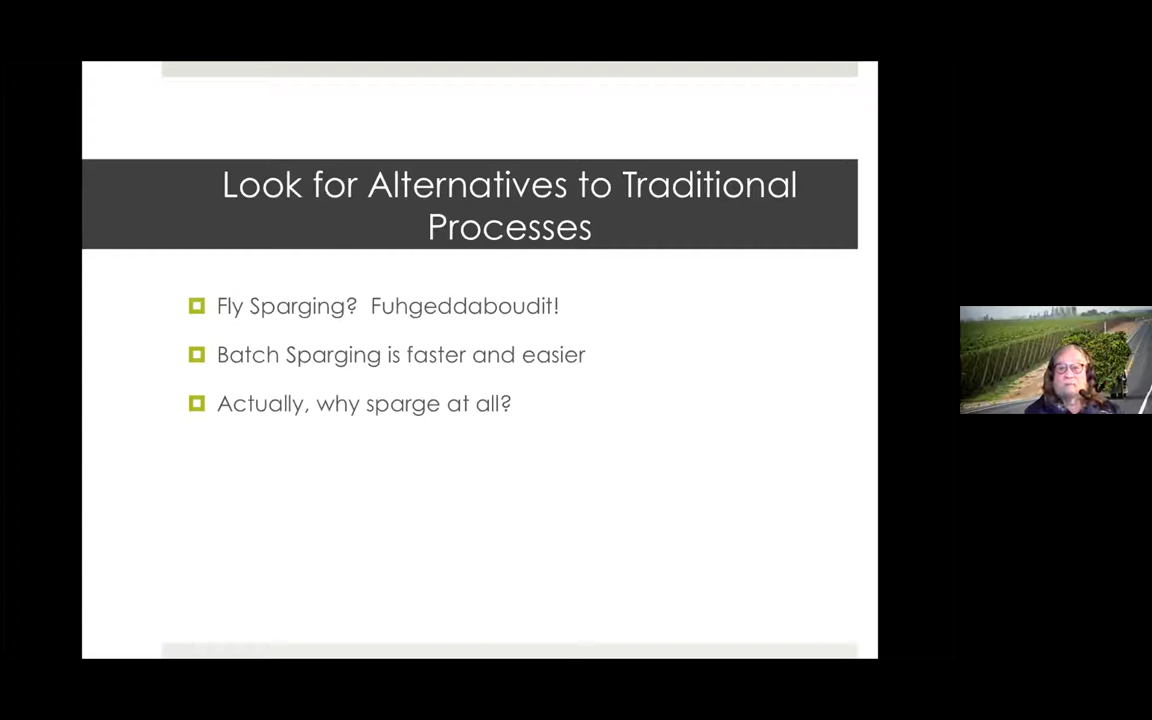 Look for Alternatives to Traditional
Processes
Fly Sparging?  Fuhgeddaboudit!
Batch Sparging is faster and easier
Actually, why sparge at all?